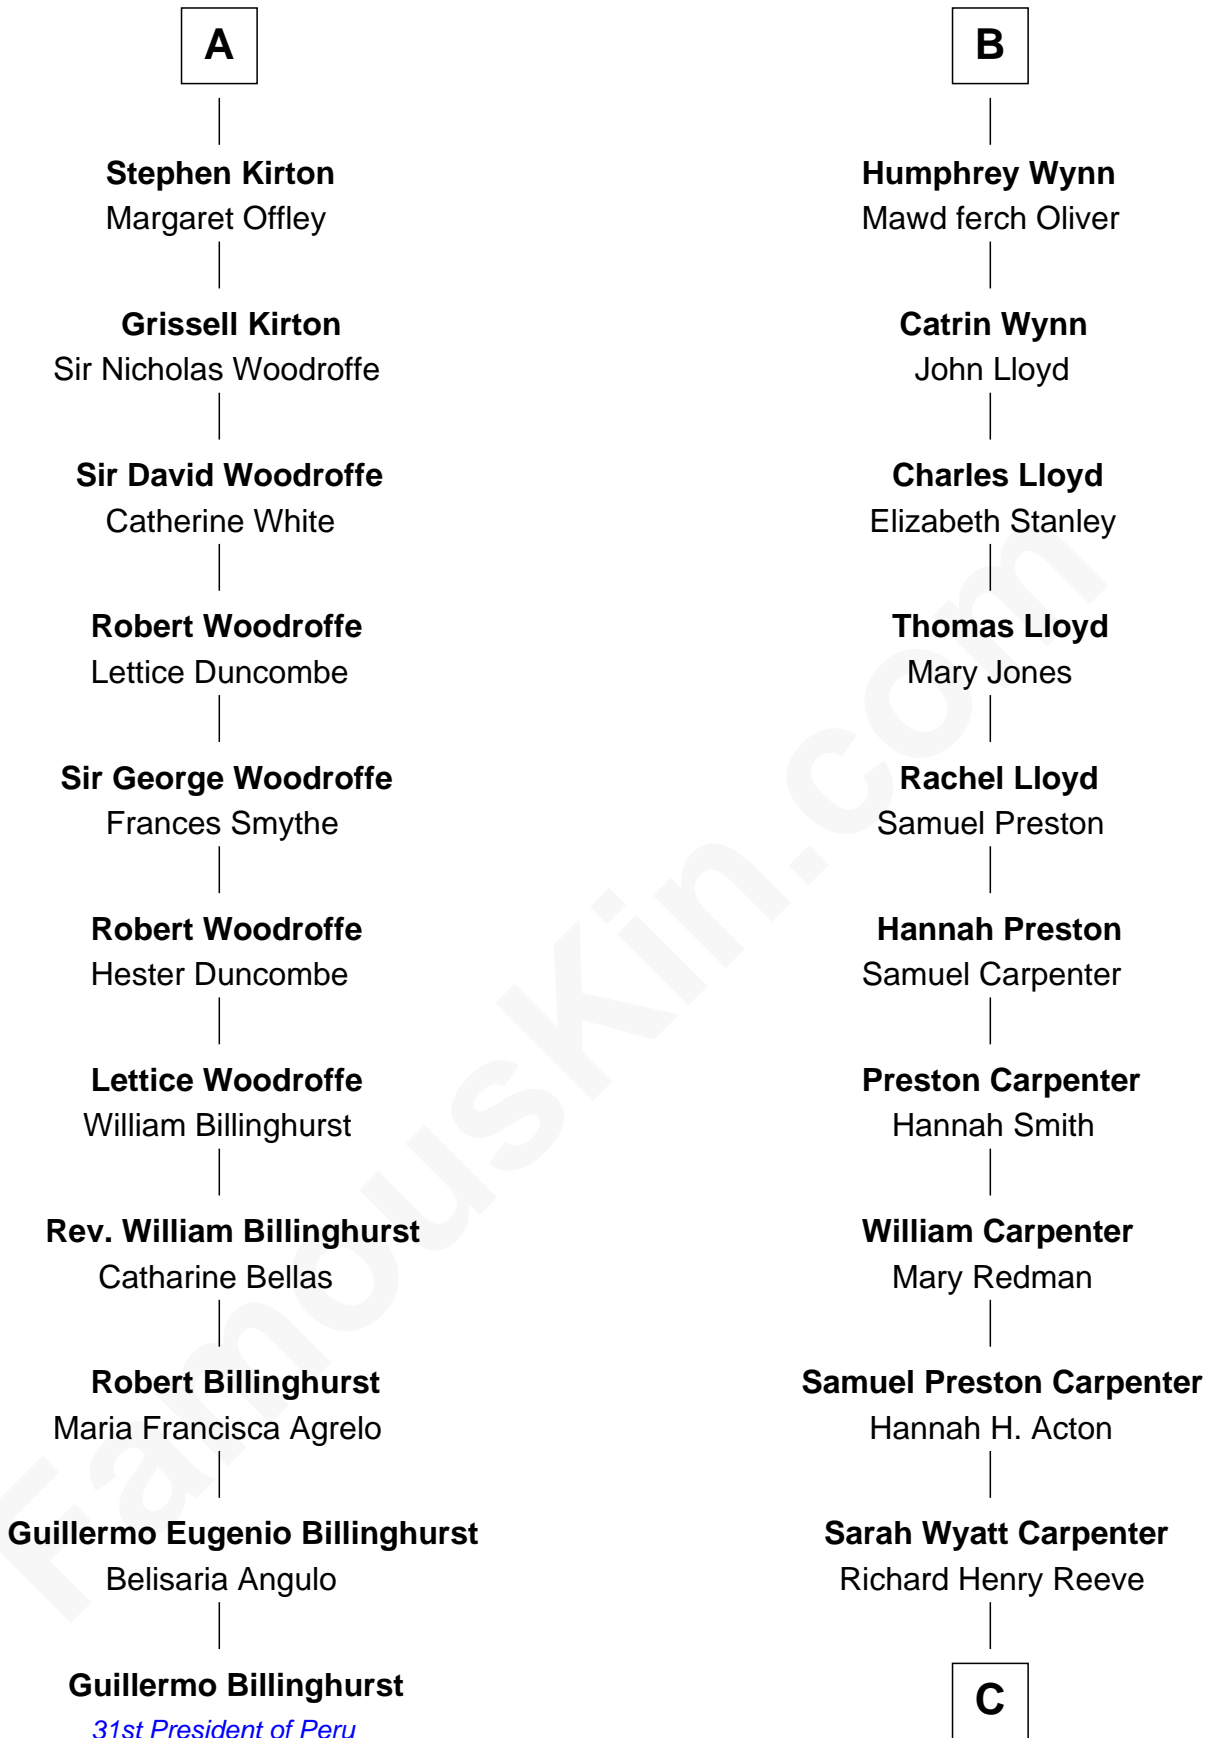 A
Stephen Kirton
Margaret Offley
Grissell Kirton
Sir Nicholas Woodroffe
Sir David Woodroffe
Catherine White
Robert Woodroffe
Lettice Duncombe
Sir George Woodroffe
Frances Smythe
Robert Woodroffe
Hester Duncombe
Lettice Woodroffe
William Billinghurst
Rev. William Billinghurst
Catharine Bellas
Robert Billinghurst
Maria Francisca Agrelo
Guillermo Eugenio Billinghurst
Belisaria Angulo
Guillermo Billinghurst
31st President of Peru
B
Humphrey Wynn
Mawd ferch Oliver
Catrin Wynn
John Lloyd
Charles Lloyd
Elizabeth Stanley
Thomas Lloyd
Mary Jones
Rachel Lloyd
Samuel Preston
Hannah Preston
Samuel Carpenter
Preston Carpenter
Hannah Smith
William Carpenter
Mary Redman
Samuel Preston Carpenter
Hannah H. Acton
Sarah Wyatt Carpenter
Richard Henry Reeve
C
FamousKin.com